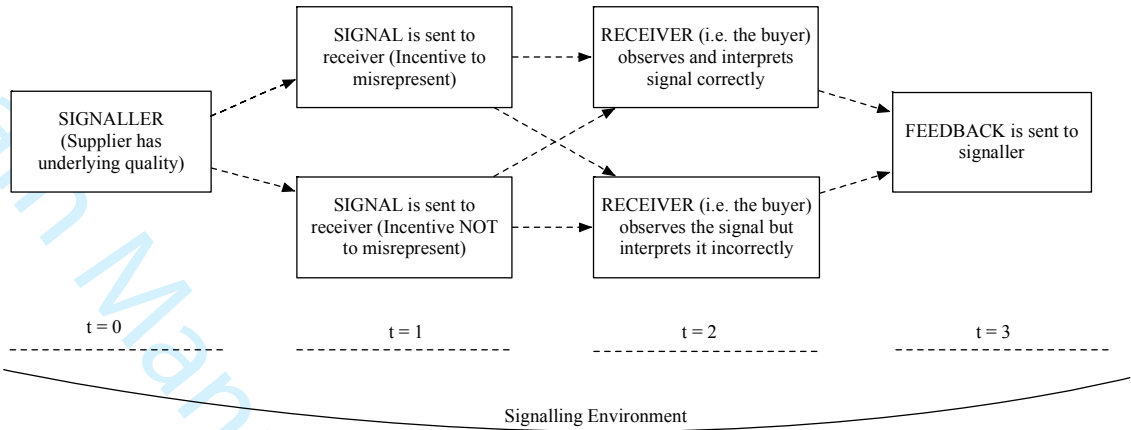 SIGNALLER
(Supplier has
underlying quality)
SIGNAL is sent to
receiver (Incentive to
misrepresent)
SIGNAL is sent to
receiver (Incentive NOT
to misrepresent)
RECEIVER (i.e. the buyer)
observes and interprets
signal correctly
RECEIVER (i.e. the buyer)
observes the signal but
interprets it incorrectly
FEEDBACK is sent to
signaller
t = 0
t = 1
t = 2
t = 3
Signalling Environment